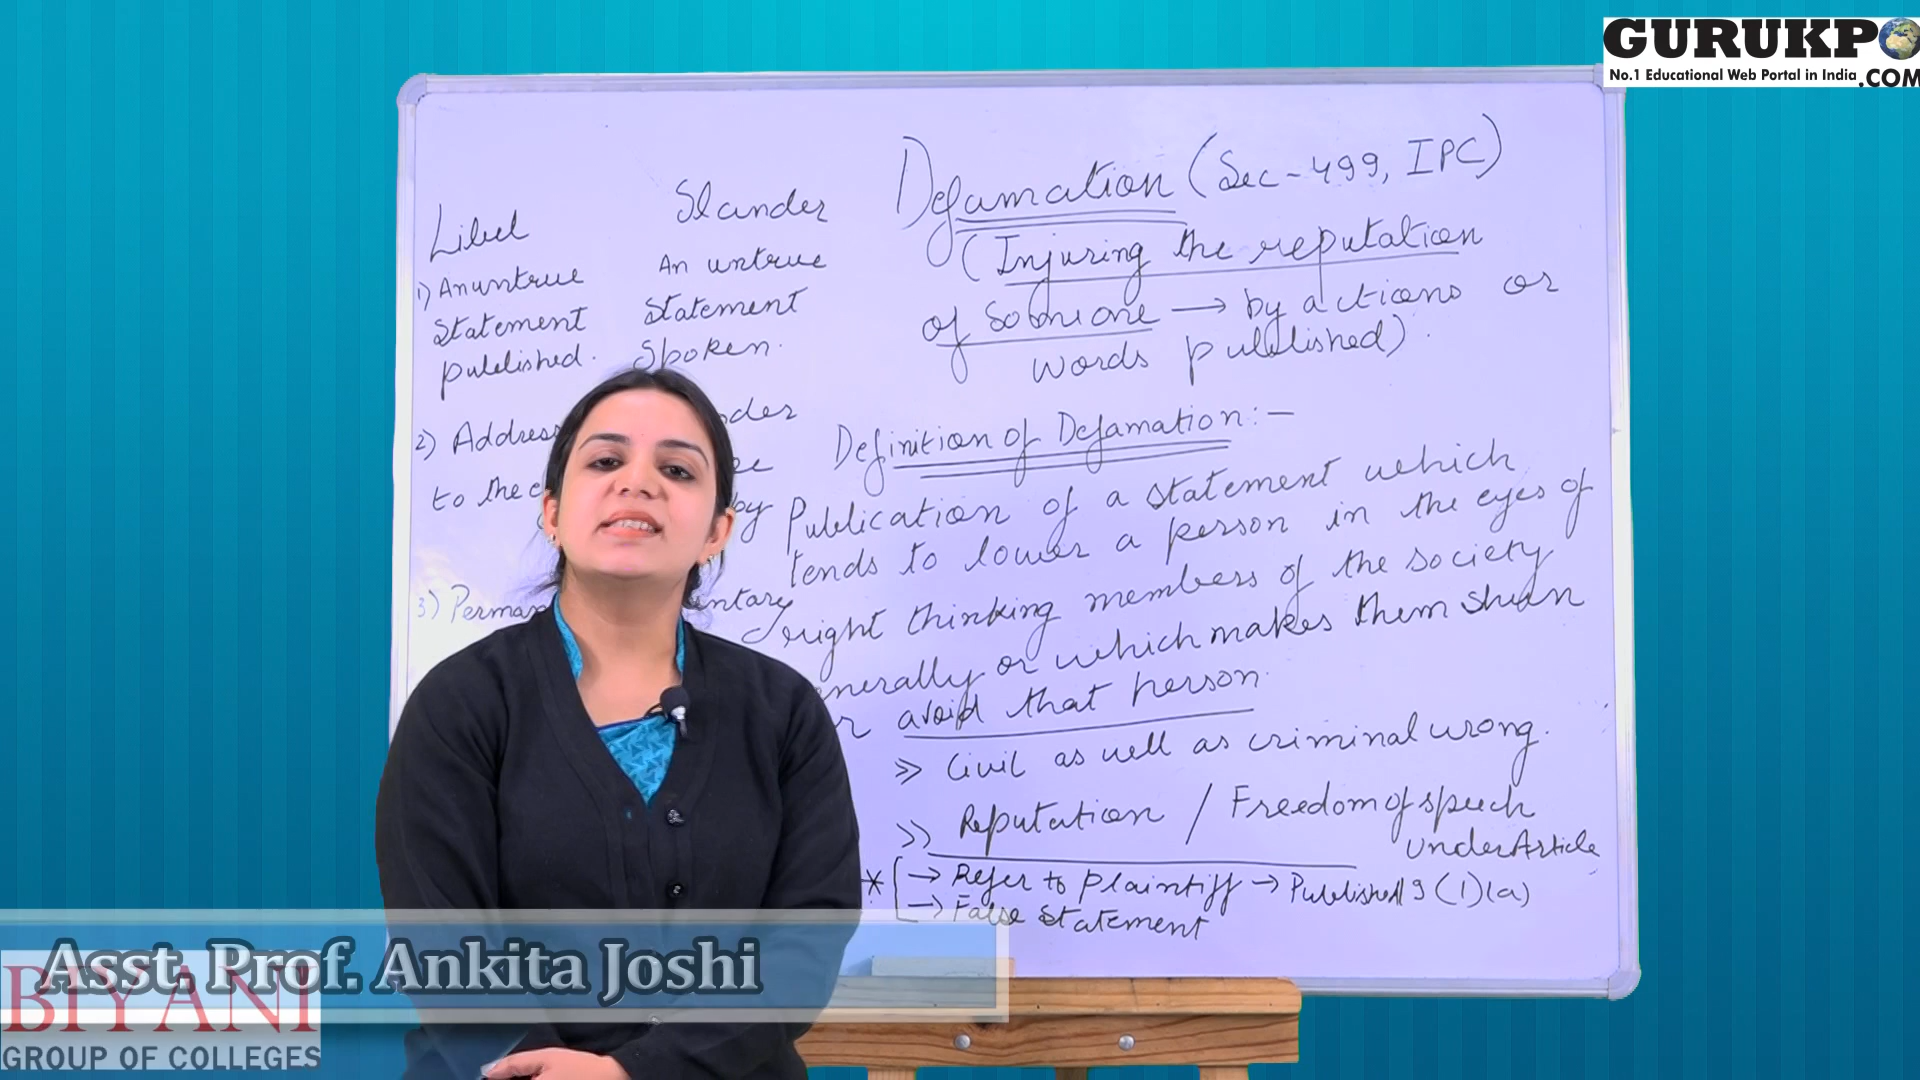 GURUKPO
No.1 Educational Web Portal in India .COM
Defamation (Sec-499, IPC)
(Injuring the reputation
of Someone → by actions or
words published).
Libel
1) An untrue
Statement
published.
2) Address
to the
3)
Slander
An untrue
Statement
Spoken.
by
Definition of Defamation:-
Publication of a statement which
tends to lower a person in the eyes of
right thinking members of the society
or which makes them shun
avoid that person.
» Civil as well as criminal wrong.
» Reputation / Freedom of speech
under Article
* → Refer to plaintiff → Published 19(1)(a)
→ False Statement
Asst. Prof. Ankita Joshi
BIYANI
GROUP OF COLLEGES